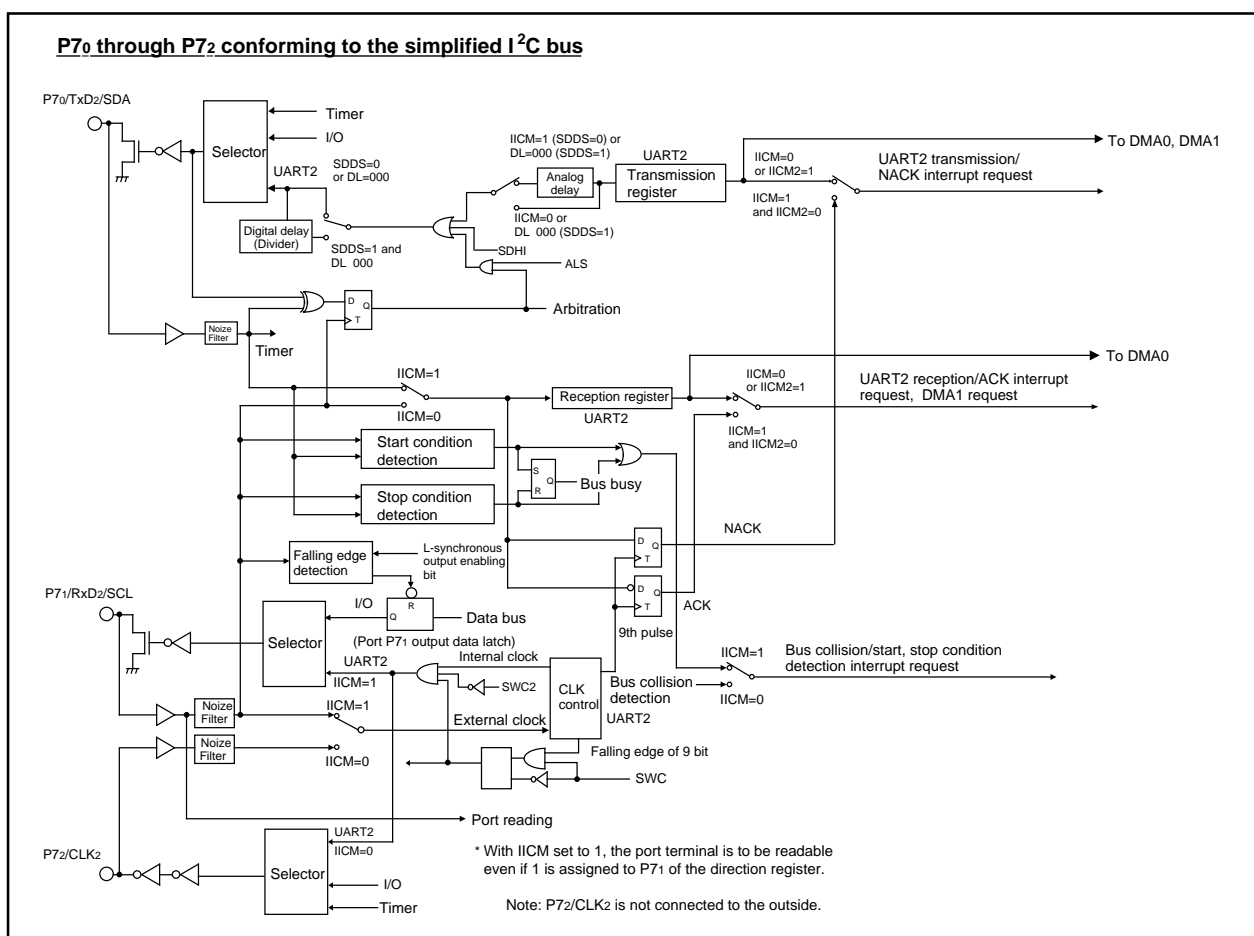 P70 through P72 conforming to the simplified I2C bus
P70/TxD2/SDA
Timer
I/O
Selector
UART2
SDDS=0
or DL=000
Digital delay
(Divider)
SDDS=1 and
DL 000
IICM=1 (SDDS=0) or
DL=000 (SDDS=1)
Analog
delay
IICM=0 or
DL 000 (SDDS=1)
UART2
Transmission
register
SDHI
ALS
To DMA0, DMA1
IICM=0
or IICM2=1
UART2 transmission/
NACK interrupt request
IICM=1
and IICM2=0
D
Q
T
Arbitration
Noize
Filter
Timer
IICM=1
IICM=0
Reception register
UART2
To DMA0
IICM=0
or IICM2=1
UART2 reception/ACK interrupt
request, DMA1 request
IICM=1
and IICM2=0
Start condition
detection
Stop condition
detection
S
R
Q
Bus busy
NACK
D
Q
T
D
Q
T
ACK
9th pulse
Falling edge
detection
L-synchronous
output enabling
bit
P71/RxD2/SCL
I/O
R
Q
Data bus
(Port P71 output data latch)
Selector
UART2
IICM=1
Internal clock
SWC2
CLK
control
UART2
Bus collision
detection
IICM=1
IICM=0
Bus collision/start, stop condition
detection interrupt request
Noize
Filter
IICM=1
External clock
Noize
Filter
IICM=0
Falling edge of 9 bit
SWC
Port reading
P72/CLK2
Selector
UART2
IICM=0
I/O
Timer
* With IICM set to 1, the port terminal is to be readable
even if 1 is assigned to P71 of the direction register.
Note: P72/CLK2 is not connected to the outside.